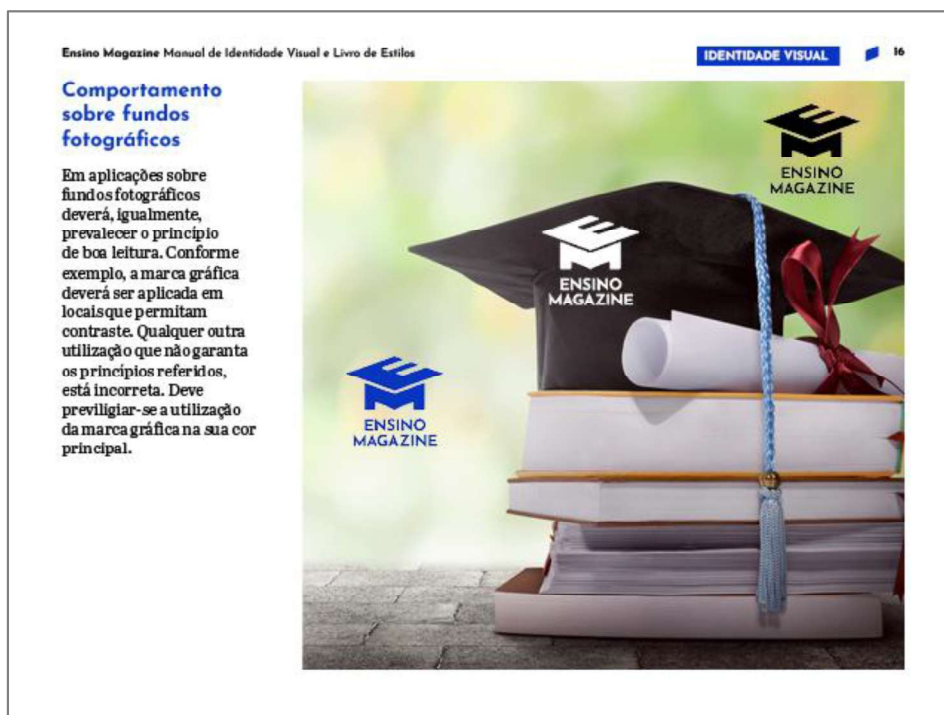 Ensino Magazine Manual de Identidade Visual e Livro de Estilos
IDENTIDADE VISUAL
16
Comportamento
sobre fundos
fotográficos
Em aplicações sobre
fundos fotográficos
deverá, igualmente,
prevalecer o princípio
de boa leitura. Conforme
exemplo, a marca gráfica
deverá ser aplicada em
locais que permitam
contraste. Qualquer outra
utilização que não garanta
os princípios referidos,
está incorreta. Deve
previligiar-se a utilização
da marca gráfica na sua cor
principal.
ENSINO
MAGAZINE
ENSINO
MAGAZINE
ENSINO
MAGAZINE